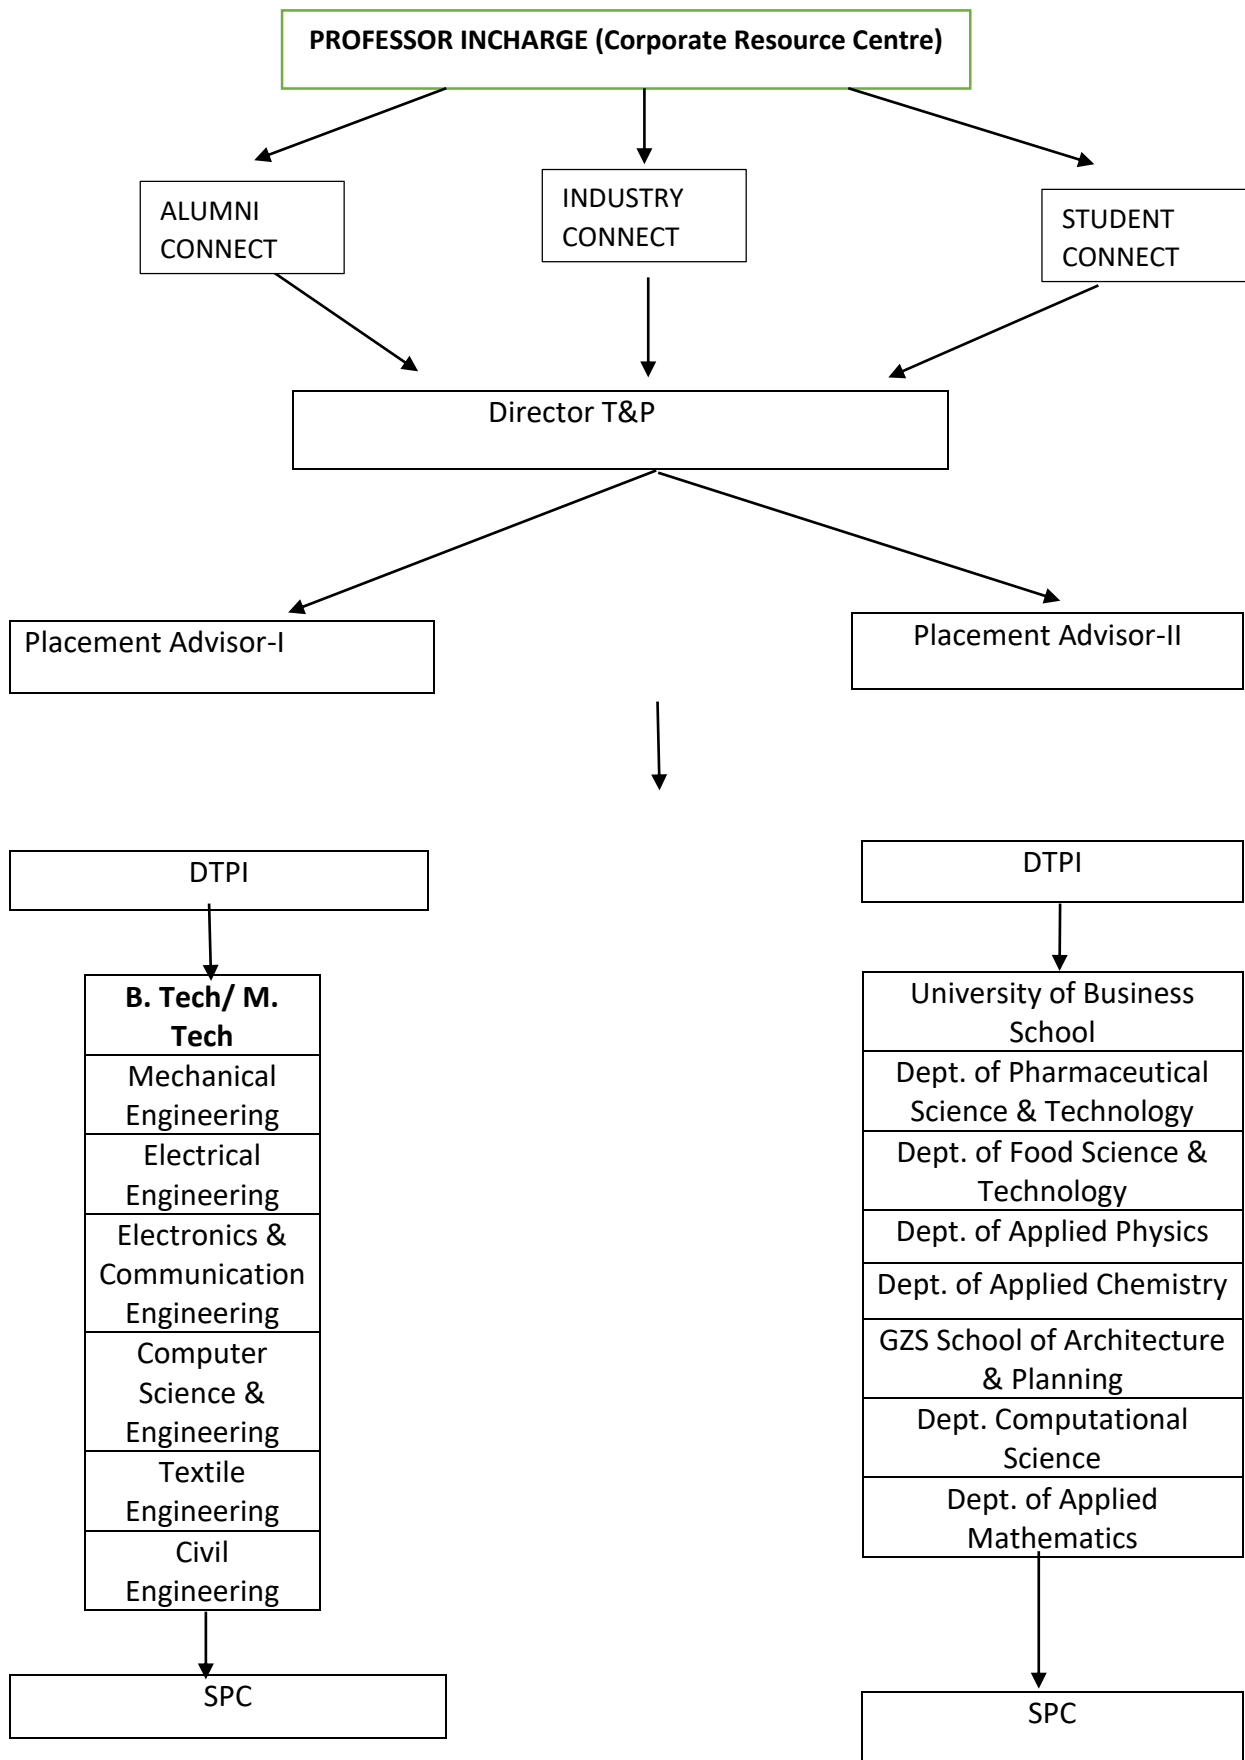 PROFESSOR INCHARGE (Corporate Resource Centre)
ALUMNI
CONNECT
INDUSTRY
CONNECT
STUDENT
CONNECT
Director T&P
Placement Advisor-I
Placement Advisor-II
DTPI
DTPI
B. Tech/ M.
Tech
Mechanical
Engineering
Electrical
Engineering
Electronics &
Communication
Engineering
Computer
Science &
Engineering
Textile
Engineering
Civil
Engineering
SPC
University of Business
School
Dept. of Pharmaceutical
Science & Technology
Dept. of Food Science &
Technology
Dept. of Applied Physics
Dept. of Applied Chemistry
GZS School of Architecture
& Planning
Dept. Computational
Science
Dept. of Applied
Mathematics
SPC